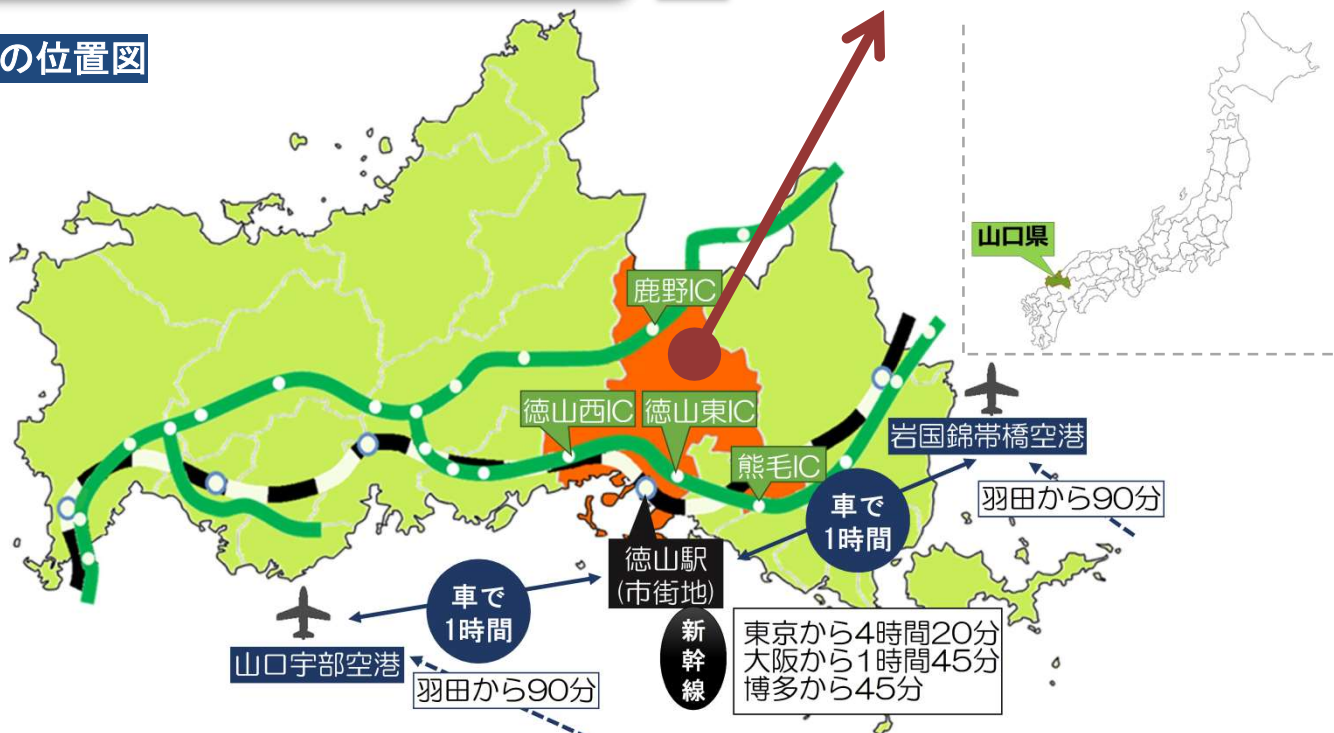 の位置図
山口県
鹿野IC
徳山西IC
徳山東IC
熊毛IC
岩国錦帯橋空港
羽田から90分
車で
1時間
徳山駅
(市街地)
車で
1時間
山口宇部空港
羽田から90分
新幹線
東京から4時間20分
大阪から1時間45分
博多から45分